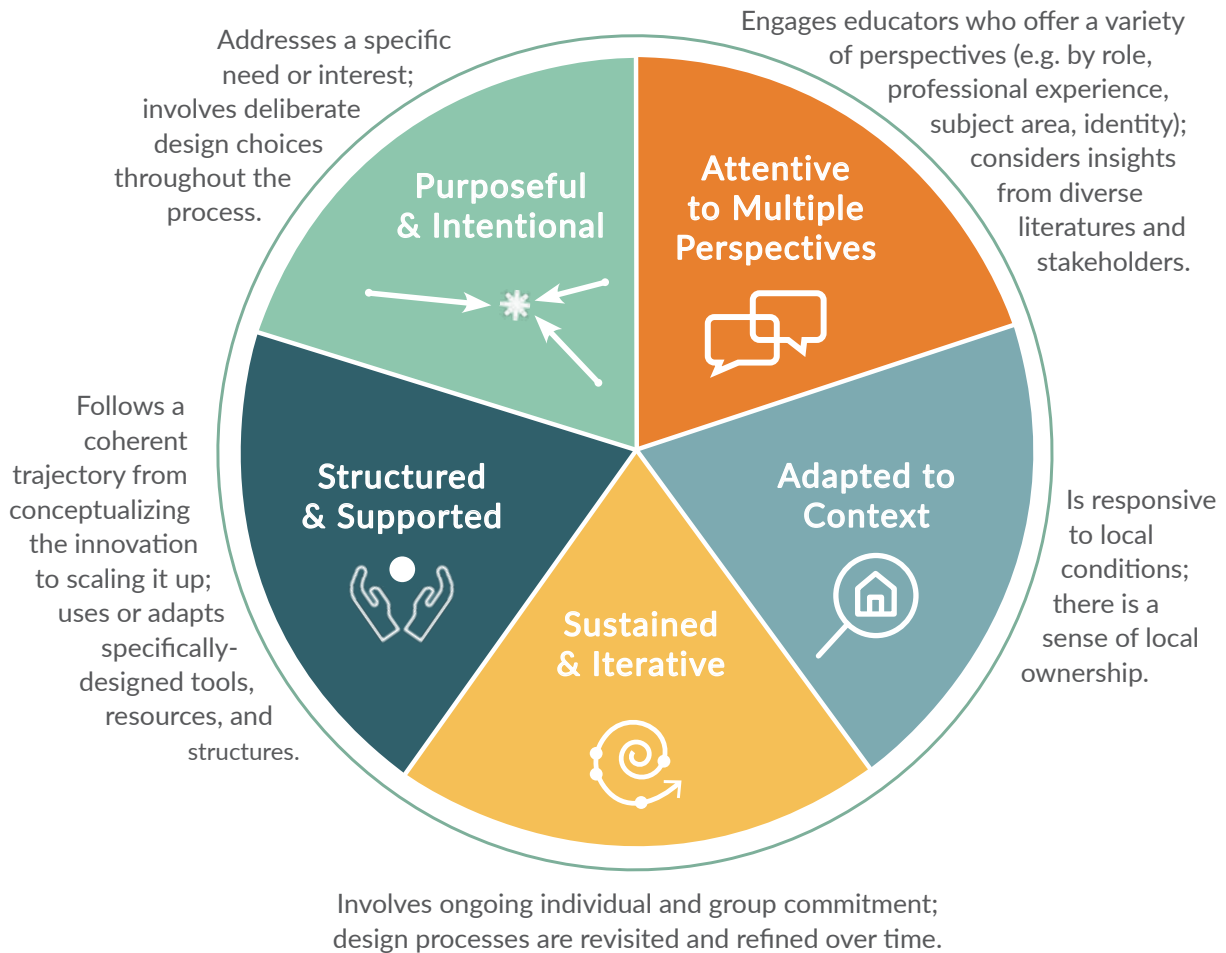 Addresses a specific
need or interest;
involves deliberate
design choices
throughout the
process.
Purposeful
& Intentional
Engages educators who offer a variety
of perspectives (e.g. by role,
professional experience,
subject area, identity);
considers insights
from diverse
literatures and
stakeholders.
Attentive
to Multiple
Perspectives
Follows a
coherent
trajectory from
conceptualizing
the innovation
to scaling it up;
uses or adapts
specifically-
designed tools,
resources, and
structures.
Structured
& Supported
Adapted to
Context
Is responsive
to local
conditions;
there is a
sense of local
ownership.
Sustained
& Iterative
Involves ongoing individual and group commitment;
design processes are revisited and refined over time.